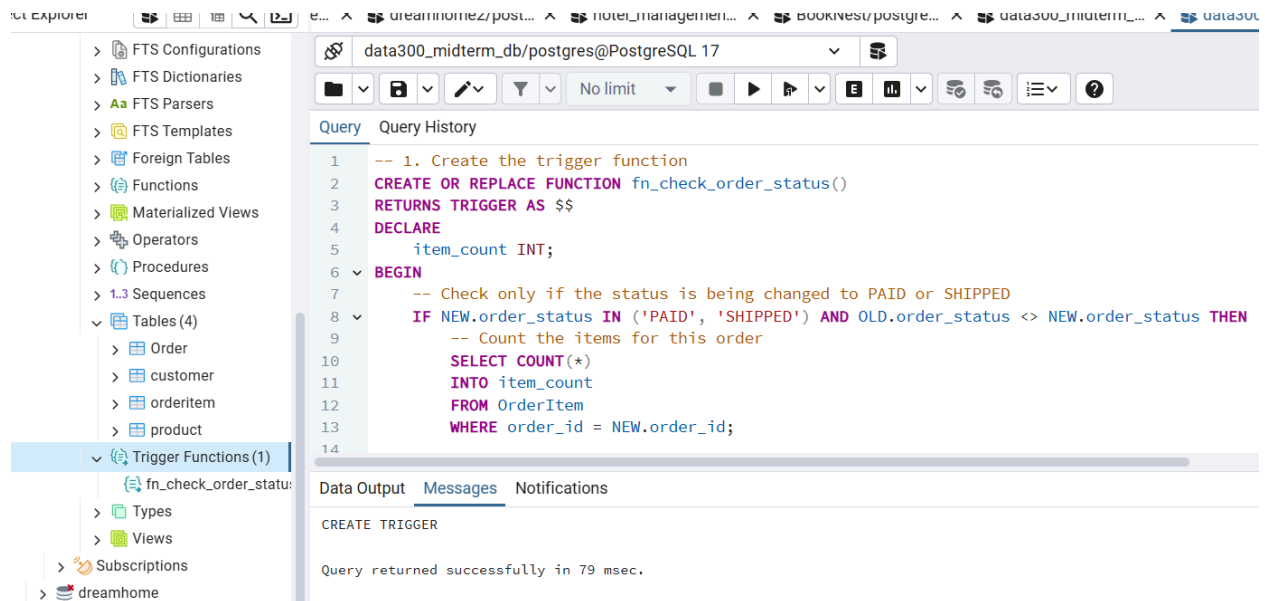 ect Explorer
e...
dreamhome2/post...
hotel_managemen...
BookNest/postgre...
data300_midterm_...
data300
FTS Configurations
FTS Dictionaries
Aa FTS Parsers
FTS Templates
Foreign Tables
Functions
Materialized Views
Operators
Procedures
1..3 Sequences
Tables (4)
Order
customer
orderitem
product
Trigger Functions (1)
fn_check_order_statu
Types
Views
Subscriptions
dreamhome
data300_midterm_db/postgres@PostgreSQL 17
No limit
E
Query Query History
1 -- 1. Create the trigger function
2 CREATE OR REPLACE FUNCTION fn_check_order_status()
3 RETURNS TRIGGER AS $$
4 DECLARE
5 item_count INT;
6 BEGIN
7 -- Check only if the status is being changed to PAID or SHIPPED
8 IF NEW.order_status IN ('PAID', 'SHIPPED') AND OLD.order_status <> NEW.order_status THEN
9 -- Count the items for this order
10 SELECT COUNT(*)
11 INTO item_count
12 FROM OrderItem
13 WHERE order_id = NEW.order_id;
14
Data Output Messages Notifications
CREATE TRIGGER
Query returned successfully in 79 msec.